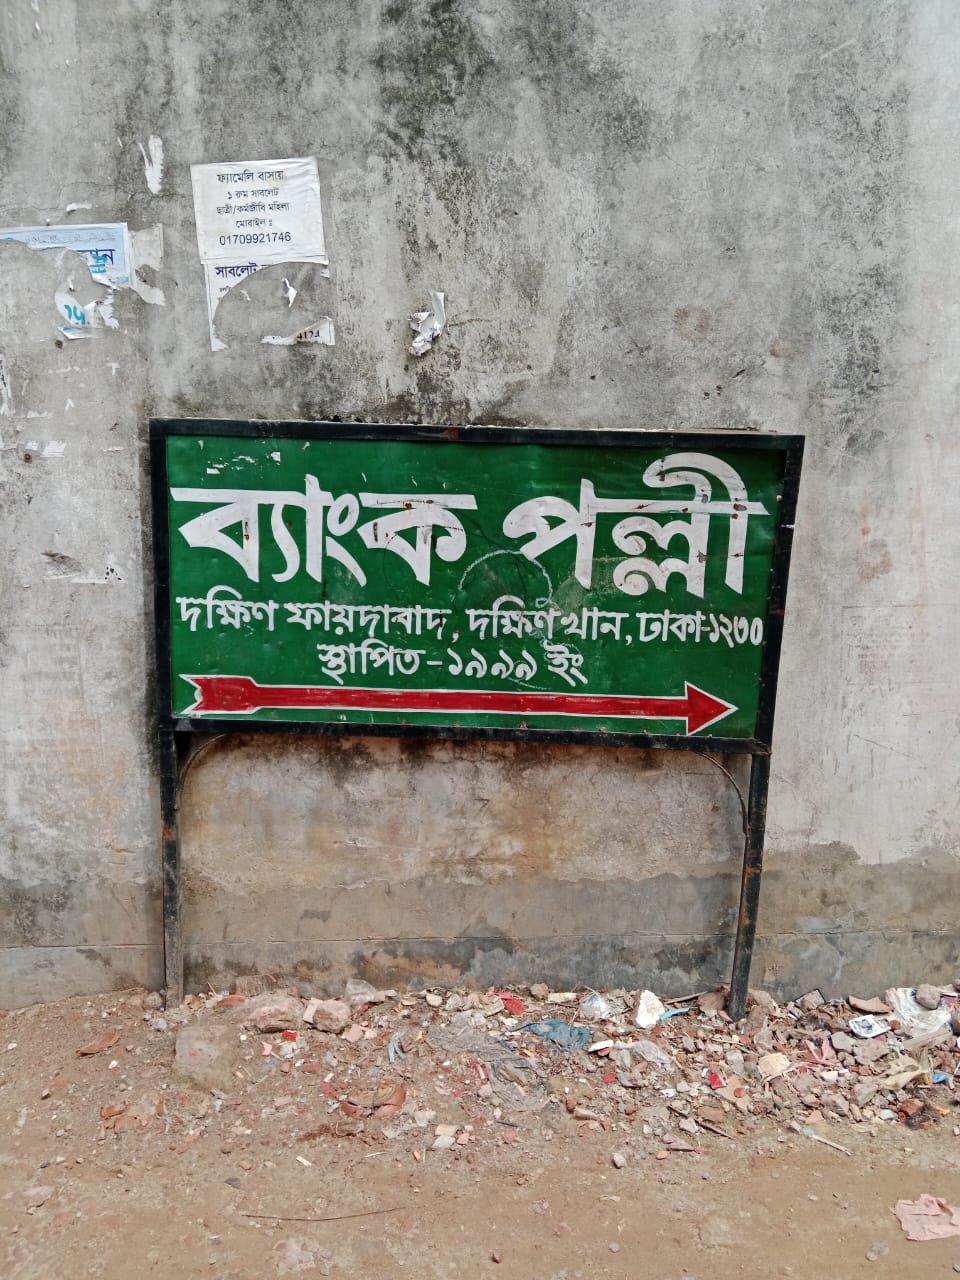 ফ্যামেলি বাসায়
১ রুম সাবলেট
ছাত্রী/কর্মজীবি মহিলা
মোবাইল ঃ
01709921746
সাবলেট
ব্যাংক পল্লী
দক্ষিণ ফায়দাবাদ, দক্ষিণ খান, ঢাকা-১২৩০
স্থাপিত-১৯৯৯ ইং